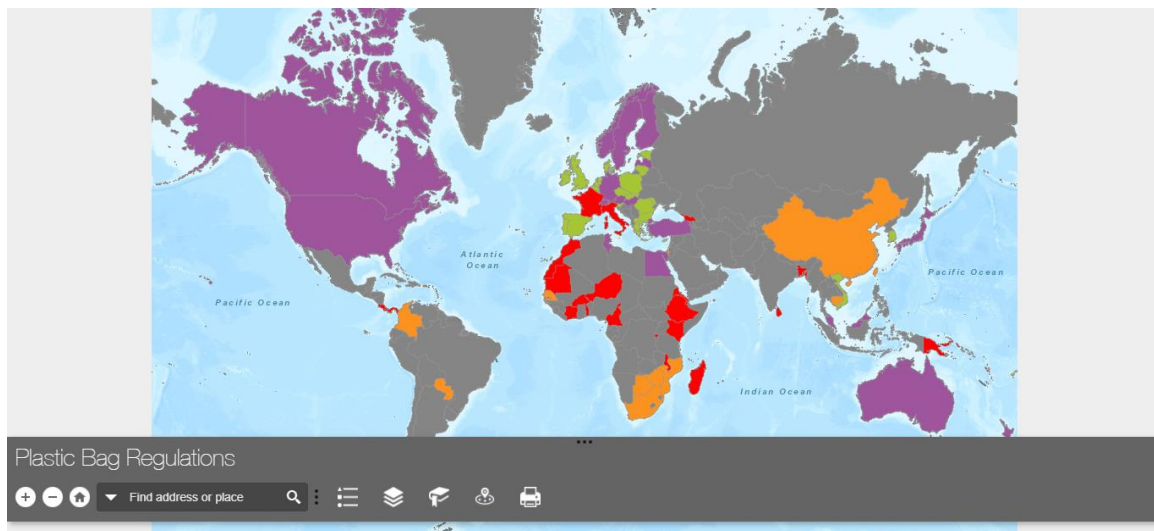 Atlantic
Ocean
Pacific Ocean
Pacific Ocean
Indian Ocean
Plastic Bag Regulations
Find address or place